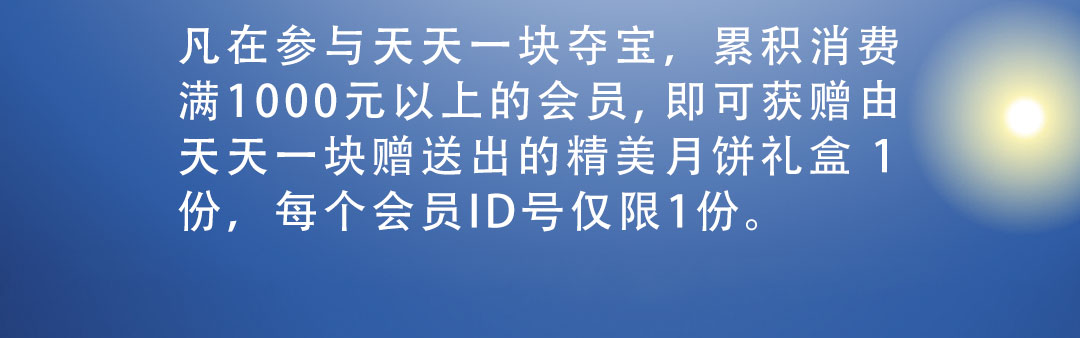 凡在参与天天一块夺宝，累积消费
满1000元以上的会员，即可获赠由
天天一块赠送出的精美月饼礼盒 1
份，每个会员ID号仅限1份。